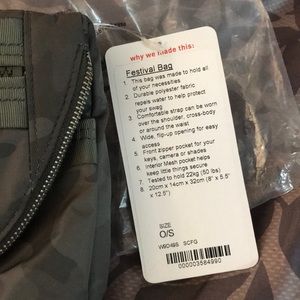 why we made this:
Festival Bag
1. This bag was made to hold all
of your necessities
2. Durable polyester fabric
repels water to help protect
your swag
3. Comfortable strap can be worn
over the shoulder, cross-body
or around the waist
4. Wide, flip-up opening for easy
access
5. Front zipper pocket for your
keys, camera or shades
6. Interior Mesh pocket helps
keep little things secure
7. Tested to hold 22kg (50 lbs)
8. 20cm x 14cm x 32cm (8" x 5.5"
x 12.5")
SIZE
O/S
W9049S SCFG
000003584990